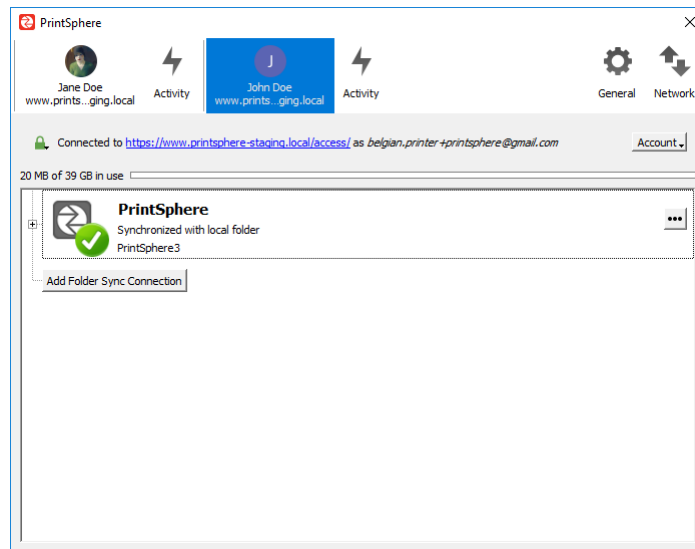 PrintSphere
Jane Doe
www.prints...ging.local
Activity
J
John Doe
www.prints...ging.local
Activity
General
Network
Connected to https://www.printsphere-staging.local/access/ as belgian.printer+printsphere@gmail.com
Account
20 MB of 39 GB in use
PrintSphere
Synchronized with local folder
PrintSphere3
Add Folder Sync Connection